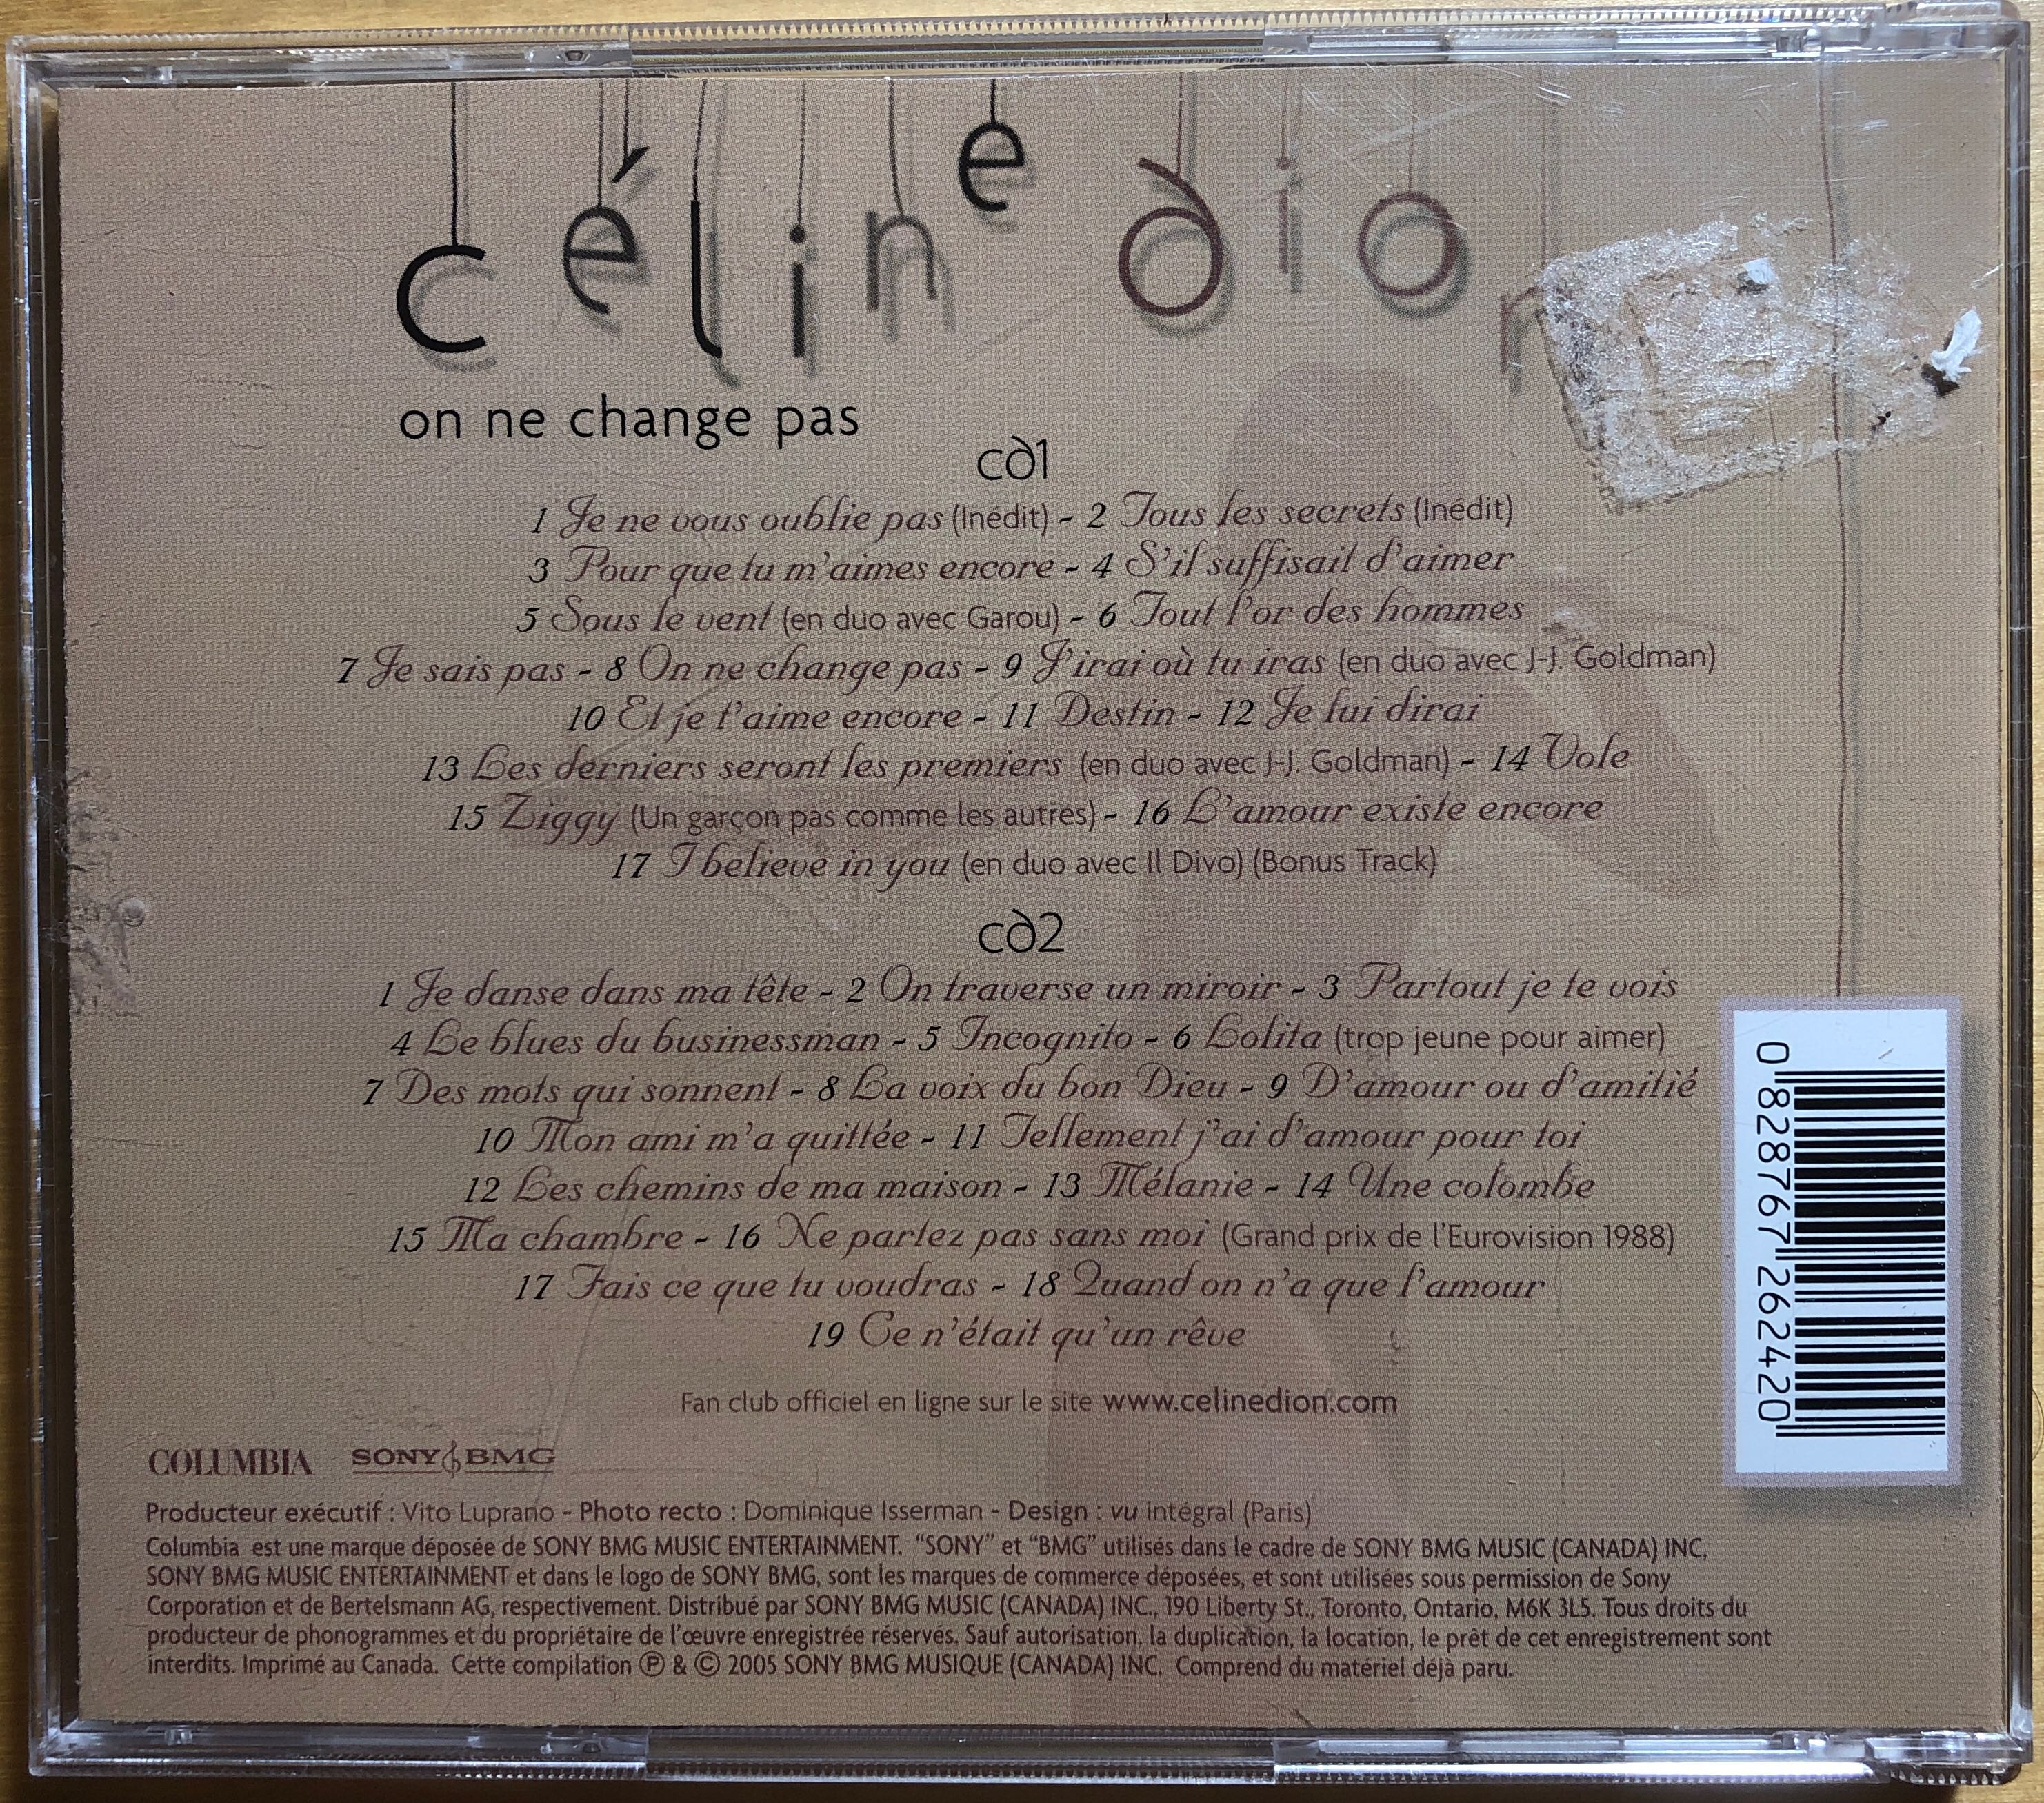 céline dion
on ne change pas
cd1
1 Je ne vous oublie pas (Inédit) - 2 Tous les secrets (Inédit)
3 Pour que tu m'aimes encore - 4 S'il suffisait d'aimer
5 Sous le vent (en duo avec Garou) - 6 Tout l'or des hommes
7 Je sais pas - 8 On ne change pas - 9 J'irai où tu iras (en duo avec J-J. Goldman)
10 Et je t'aime encore - 11 Destin - 12 Je lui dirai
13 Les derniers seront les premiers (en duo avec J-J. Goldman) - 14 Vole
15 Ziggy (Un garçon pas comme les autres) - 16 L'amour existe encore
17 I believe in you (en duo avec Il Divo) (Bonus Track)
cd2
1 Je danse dans ma tête - 2 On traverse un miroir - 3 Partout je te vois
4 Le blues du businessman - 5 Incognito - 6 Lolita (trop jeune pour aimer)
7 Des mots qui sonnent - 8 La voix du bon Dieu - 9 D'amour ou d'amitié
10 Mon ami m'a quittée - 11 Tellement j'ai d'amour pour toi
12 Les chemins de ma maison - 13 Mélanie - 14 Une colombe
15 Ma chambre - 16 Ne partez pas sans moi (Grand prix de l'Eurovision 1988)
17 Fais ce que tu voudras - 18 Quand on n'a que l'amour
19 Ce n'était qu'un rêve
0 82876 72624 2 0
Fan club officiel en ligne sur le site www.celinedion.com
COLUMBIA SONY BMG
Producteur exécutif : Vito Luprano - Photo recto : Dominique Isserman - Design : vu intégral (Paris)
Columbia est une marque déposée de SONY BMG MUSIC ENTERTAINMENT. "SONY" et "BMG" utilisés dans le cadre de SONY BMG MUSIC (CANADA) INC,
SONY BMG MUSIC ENTERTAINMENT et dans le logo de SONY BMG, sont les marques de commerce déposées, et sont utilisées sous permission de Sony
Corporation et de Bertelsmann AG, respectivement. Distribué par SONY BMG MUSIC (CANADA) INC., 190 Liberty St., Toronto, Ontario, M6K 3L5. Tous droits du
producteur de phonogrammes et du propriétaire de l'œuvre enregistrée réservés. Sauf autorisation, la duplication, la location, le prêt de cet enregistrement sont
interdits. Imprimé au Canada. Cette compilation ℗ & © 2005 SONY BMG MUSIQUE (CANADA) INC. Comprend du matériel déjà paru.